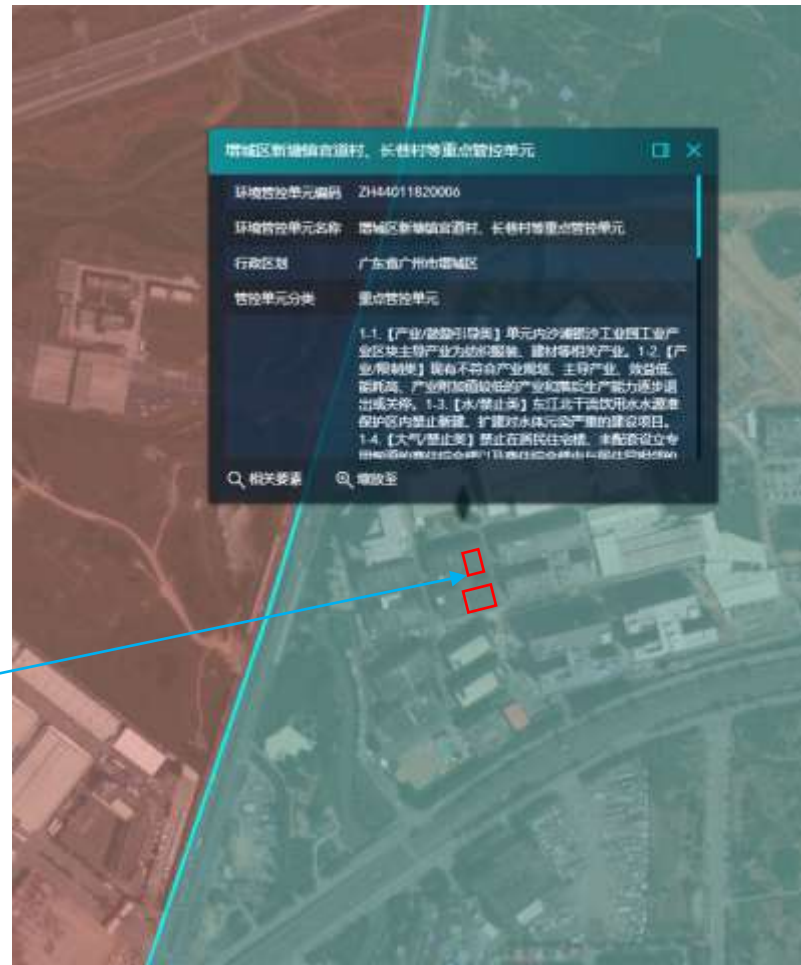 增城区新塘镇官道村、长巷村等重点管控单元
环境管控单元编码 ZH44011820006
环境管控单元名称 增城区新塘镇官道村、长巷村等重点管控单元
行政区划 广东省广州市增城区
管控单元分类 重点管控单元
1-1.【产业/鼓励引导类】单元内沙浦银沙工业园工业产
业区块主导产业为纺织服装、建材等相关产业。1-2.【产
业/限制类】现有不符合产业规划、主导产业、效益低、
能耗高、产业附加值较低的产业和落后生产能力逐步退
出或关停。1-3.【水/禁止类】东江北干流饮用水水源准
保护区内禁止新建、扩建对水体污染严重的建设项目。
1-4.【大气/禁止类】禁止在居民住宅楼、未配套设立专
相关要素 缩放至